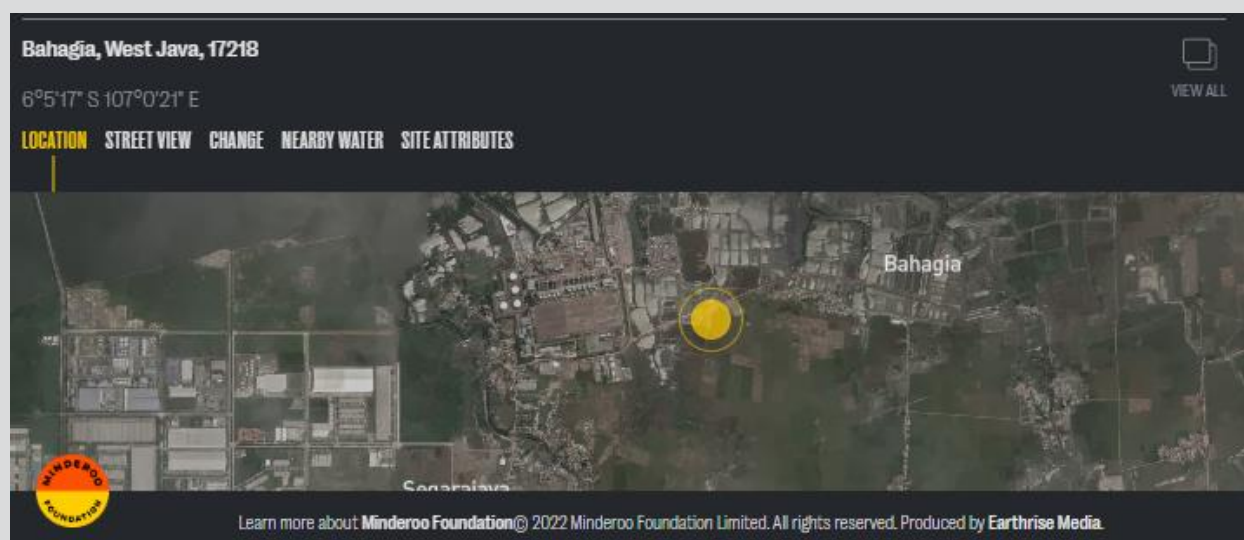 Bahagia, West Java, 17218
VIEW ALL
6°5'17" S 107°0'21" E
LOCATION STREET VIEW CHANGE NEARBY WATER SITE ATTRIBUTES
Bahagia
Segarajaya
MINDEROO
FOUNDATION
Learn more about Minderoo Foundation© 2022 Minderoo Foundation Limited. All rights reserved. Produced by Earthrise Media.